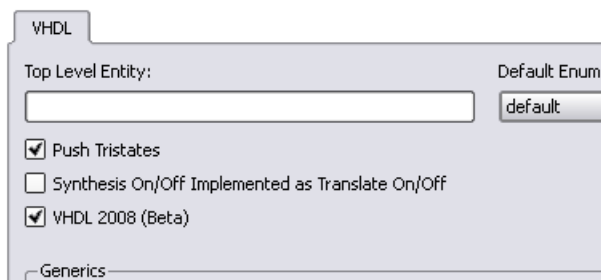 VHDL
Top Level Entity:
Default Enum
default
Push Tristates
Synthesis On/Off Implemented as Translate On/Off
VHDL 2008 (Beta)
Generics